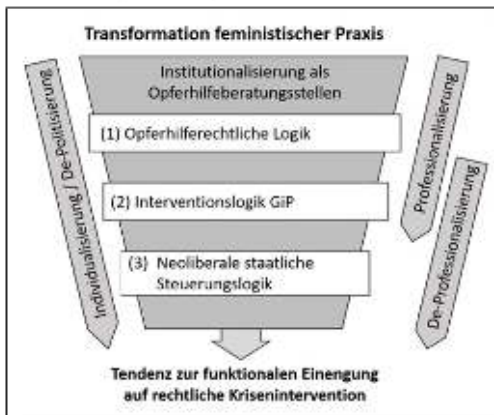 Transformation feministischer Praxis
Institutionalisierung als
Opferhilfeberatungsstellen
(1) Opferhilferechtliche Logik
(2) Interventionslogik GiP
(3) Neoliberale staatliche
Steuerungslogik
Individualisierung / De-Politisierung
Professionalisierung
De-Professionalisierung
Tendenz zur funktionalen Einengung
auf rechtliche Krisenintervention